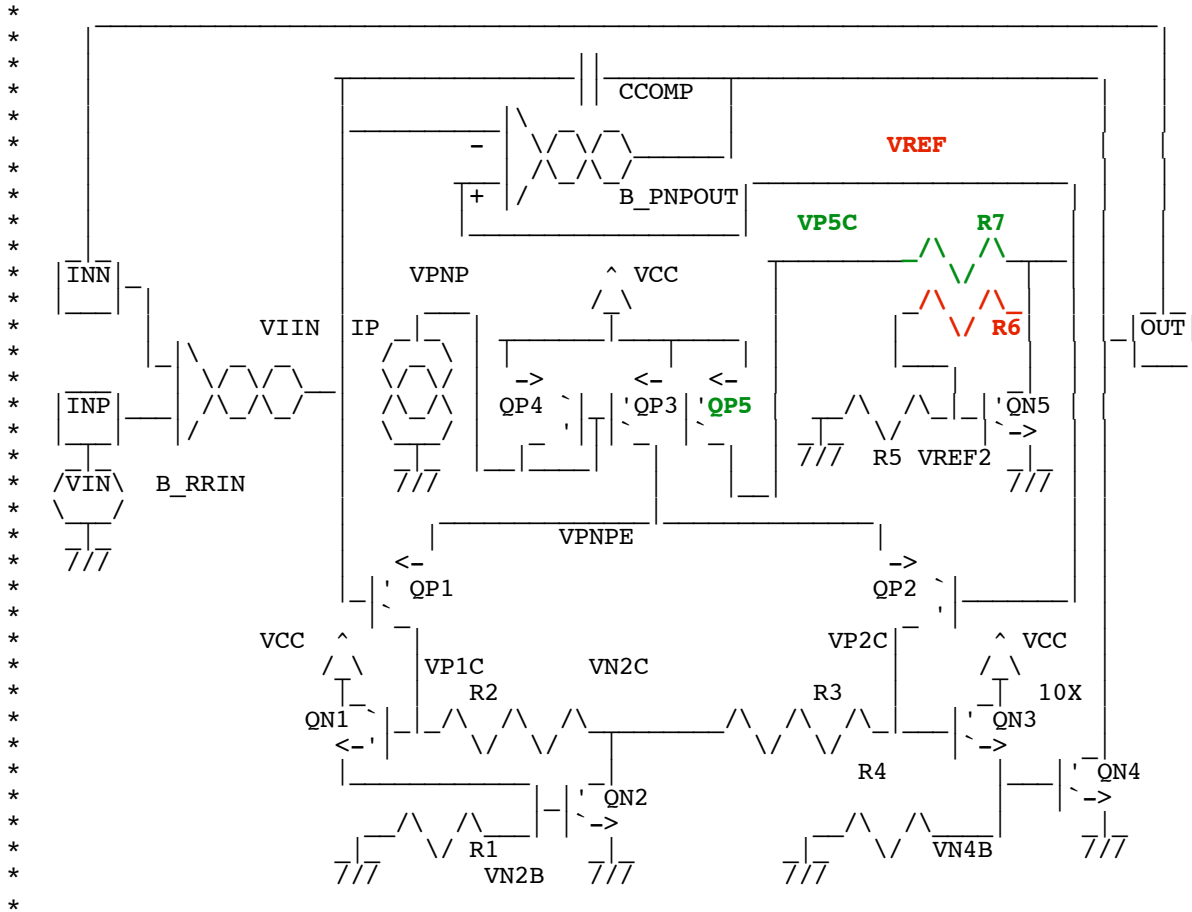 CCOMP
- VREF
+ B_PNPOUT
VP5C R7
INN VPNP VCC
VIIN IP R6 OUT
INP QP4 QP3 QP5 QN5
R5 VREF2
VIN B_RRIN
VPNPE
QP1 QP2
VCC VP2C VCC
VP1C VN2C
R2 R3 10X
QN1 QN3
R4 QN4
QN2
R1 VN4B
VN2B